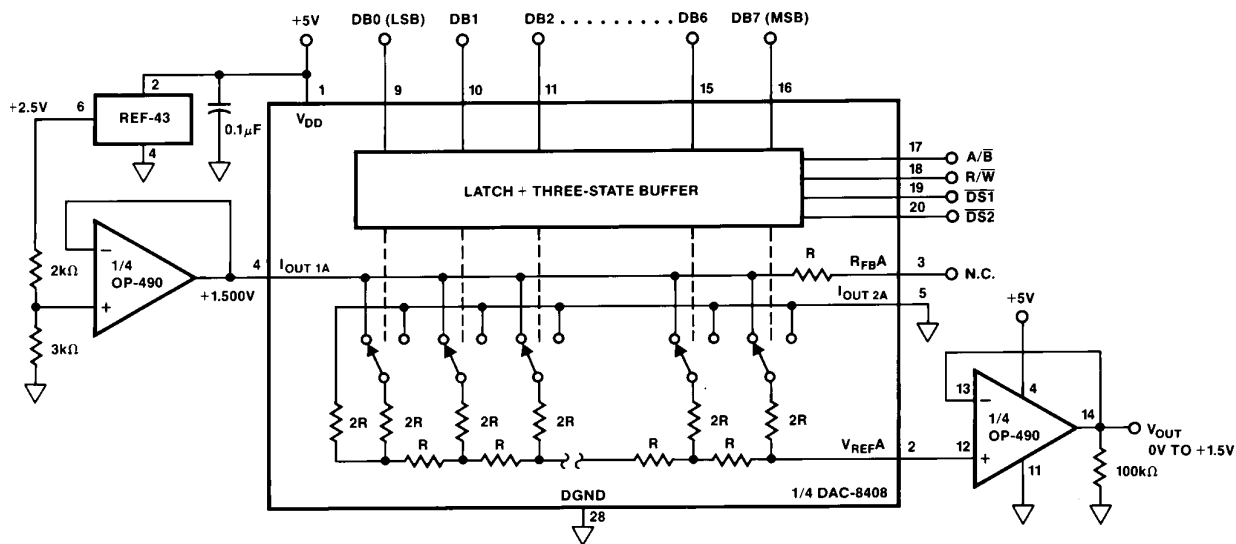 +5V
DB0 (LSB) DB1 DB2 . . . . . . . . . DB6 DB7 (MSB)
2
1 9 10 11 15 16
+2.5V 6 REF-43 0.1μF
4
V_DD
LATCH + THREE-STATE BUFFER
17 A/B̅
18 R/W̅
19 D̅S̅1̅
20 D̅S̅2̅
2kΩ
3kΩ
−
1/4
OP-490
+
+1.500V
4 I_OUT 1A
R R_FBA 3 N.C.
I_OUT 2A 5
2R 2R 2R 2R 2R 2R
R R R R
V_REFA 2
DGND
28
1/4 DAC-8408
+5V
13 − 4
1/4
OP-490
12 +
11
14
V_OUT
0V TO +1.5V
100kΩ